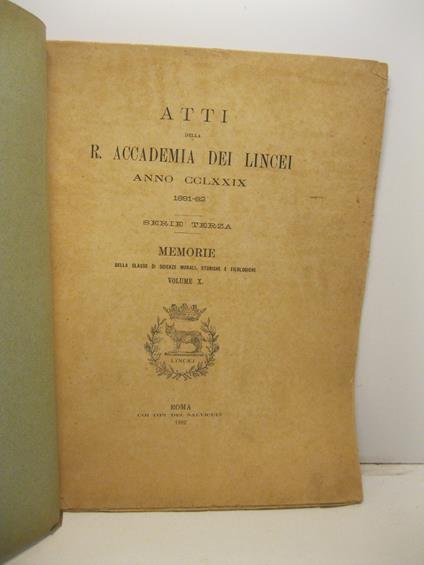 ATTI
DELLA
R. ACCADEMIA DEI LINCEI
ANNO CCLXXIX
1881-82
SERIE TERZA
MEMORIE
DELLA CLASSE DI SCIENZE MORALI, STORICHE E FILOLOGICHE
VOLUME X.
LINCEI
ROMA
COI TIPI DEL SALVIUCCI
1882